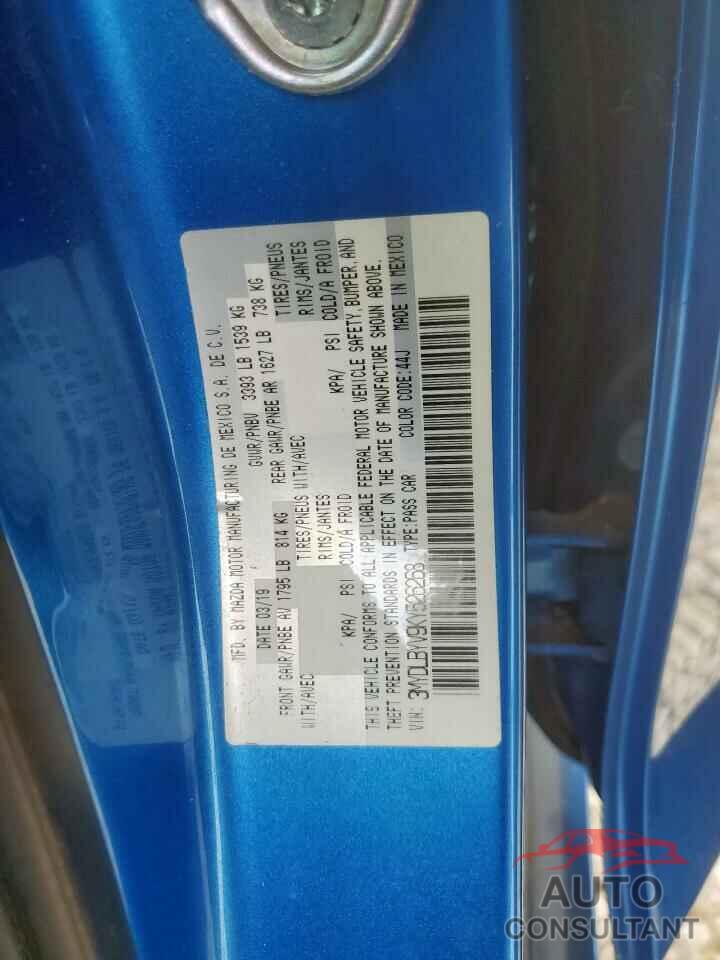 MFD. BY MAZDA MOTOR MANUFACTURING DE MEXICO S.A. DE C.V.
DATE 03/19 GVWR/PNBV 3393 LB 1539 KG
FRONT GAWR/PNBE AV 1795 LB 814 KG REAR GAWR/PNBE AR 1627 LB 738 KG
WITH/AVEC TIRES/PNEUS WITH/AVEC TIRES/PNEUS
RIMS/JANTES RIMS/JANTES
KPA/ PSI COLD/A FROID KPA/ PSI COLD/A FROID
THIS VEHICLE CONFORMS TO ALL APPLICABLE FEDERAL MOTOR VEHICLE SAFETY, BUMPER, AND
THEFT PREVENTION STANDARDS IN EFFECT ON THE DATE OF MANUFACTURE SHOWN ABOVE.
VIN: 3MYDLBYV9KY526268 TYPE:PASS CAR COLOR CODE:44J MADE IN MEXICO
AUTO
CONSULTANT